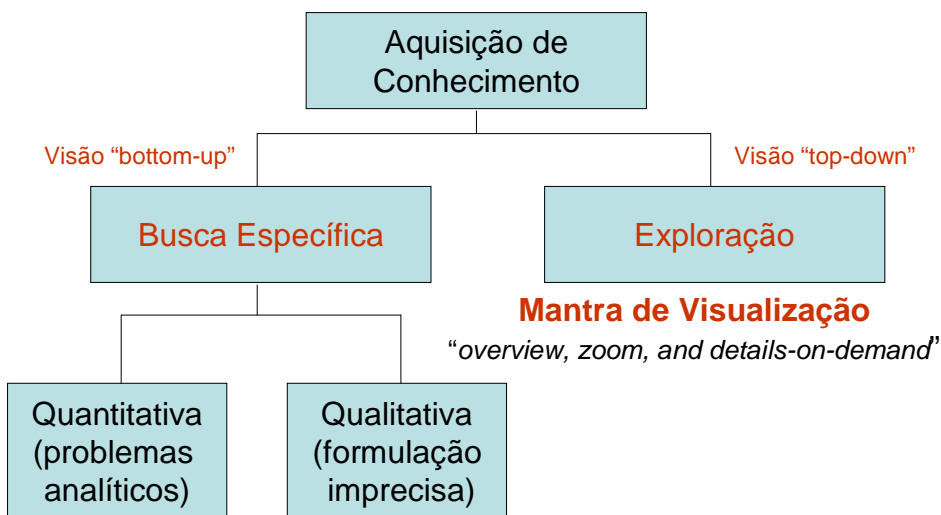 Aquisição de
Conhecimento
Visão “bottom-up”
Visão “top-down”
Busca Específica
Exploração
Mantra de Visualização
“overview, zoom, and details-on-demand”
Quantitativa
(problemas
analíticos)
Qualitativa
(formulação
imprecisa)